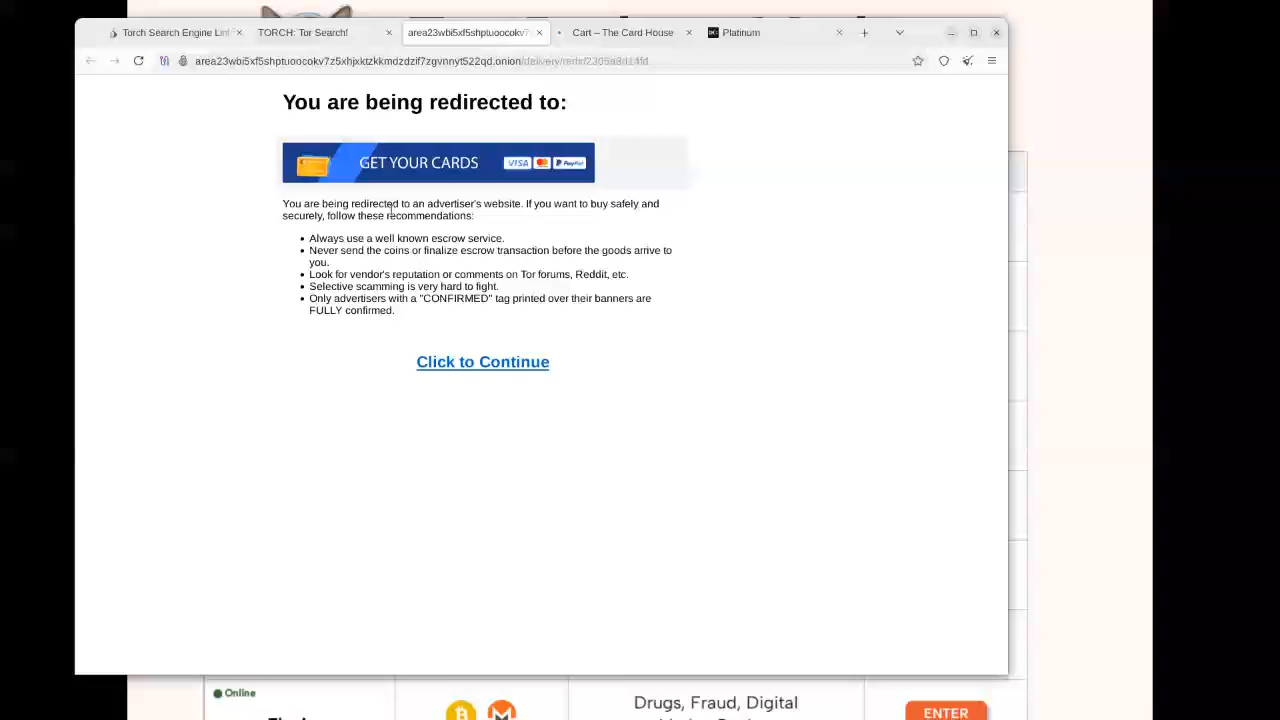 Torch Search Engine Link
TORCH: Tor Search!
area23wbi5xf5shptuoocokv7
Cart – The Card House
Platinum
You are being redirected to:
GET YOUR CARDS
VISA
PayPal
You are being redirected to an advertiser's website. If you want to buy safely and
securely, follow these recommendations:
Always use a well known escrow service.
Never send the coins or finalize escrow transaction before the goods arrive to
you.
Look for vendor's reputation or comments on Tor forums, Reddit, etc.
Selective scamming is very hard to fight.
Only advertisers with a "CONFIRMED" tag printed over their banners are
FULLY confirmed.
Click to Continue
Online
Drugs, Fraud, Digital
ENTER